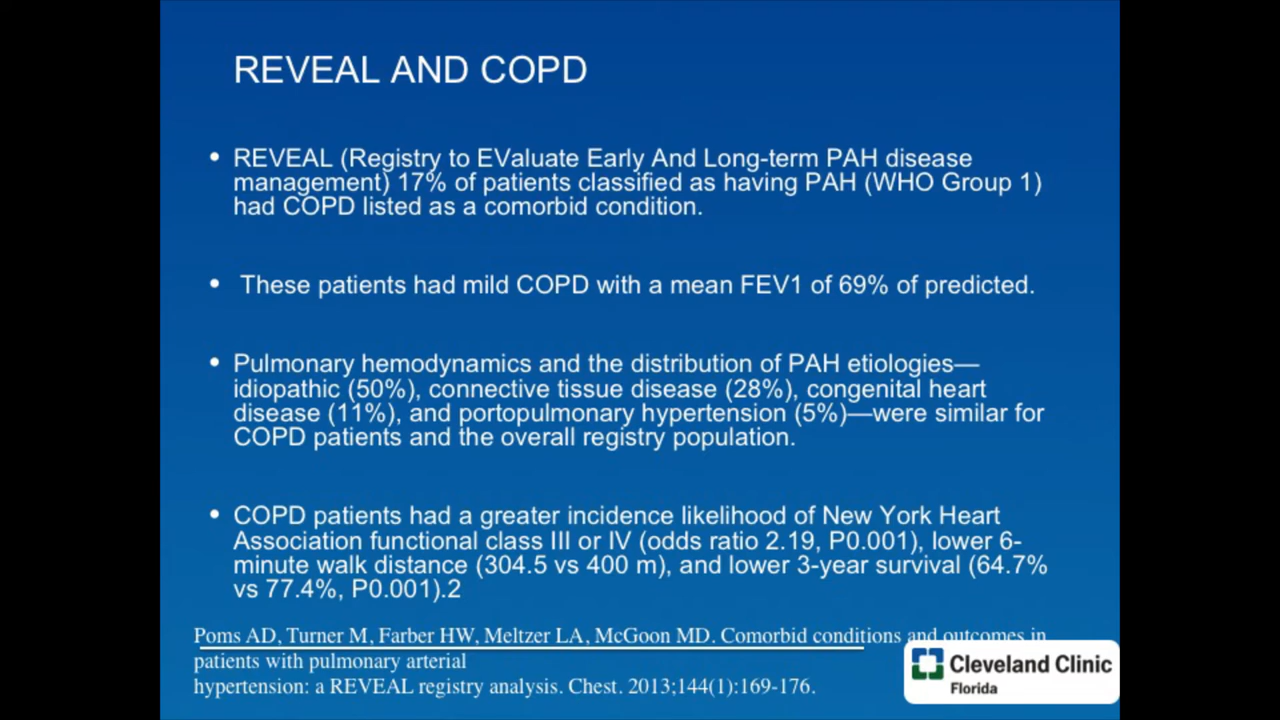 REVEAL AND COPD
• REVEAL (Registry to EValuate Early And Long-term PAH disease
management) 17% of patients classified as having PAH (WHO Group 1)
had COPD listed as a comorbid condition.
• These patients had mild COPD with a mean FEV1 of 69% of predicted.
• Pulmonary hemodynamics and the distribution of PAH etiologies—
idiopathic (50%), connective tissue disease (28%), congenital heart
disease (11%), and portopulmonary hypertension (5%)—were similar for
COPD patients and the overall registry population.
• COPD patients had a greater incidence likelihood of New York Heart
Association functional class III or IV (odds ratio 2.19, P0.001), lower 6-
minute walk distance (304.5 vs 400 m), and lower 3-year survival (64.7%
vs 77.4%, P0.001).2
Poms AD, Turner M, Farber HW, Meltzer LA, McGoon MD. Comorbid conditions and outcomes in
patients with pulmonary arterial
hypertension: a REVEAL registry analysis. Chest. 2013;144(1):169-176.
Cleveland Clinic
Florida